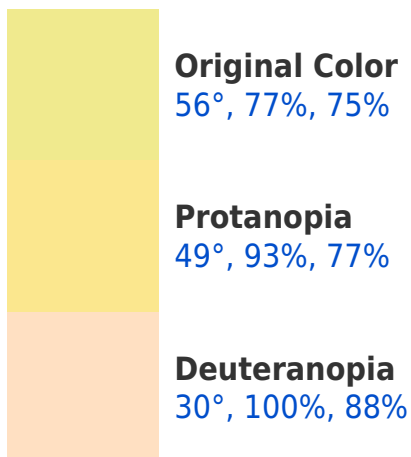 Original Color
56°, 77%, 75%
Protanopia
49°, 93%, 77%
Deuteranopia
30°, 100%, 88%